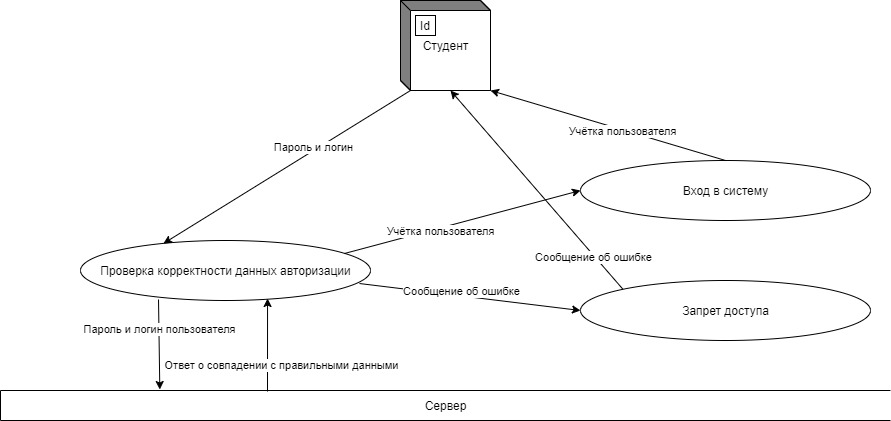 Id
Студент
Учётка пользователя
Пароль и логин
Вход в систему
Учётка пользователя
Сообщение об ошибке
Проверка корректности данных авторизации
Сообщение об ошибке
Запрет доступа
Пароль и логин пользователя
Ответ о совпадении с правильными данными
Сервер